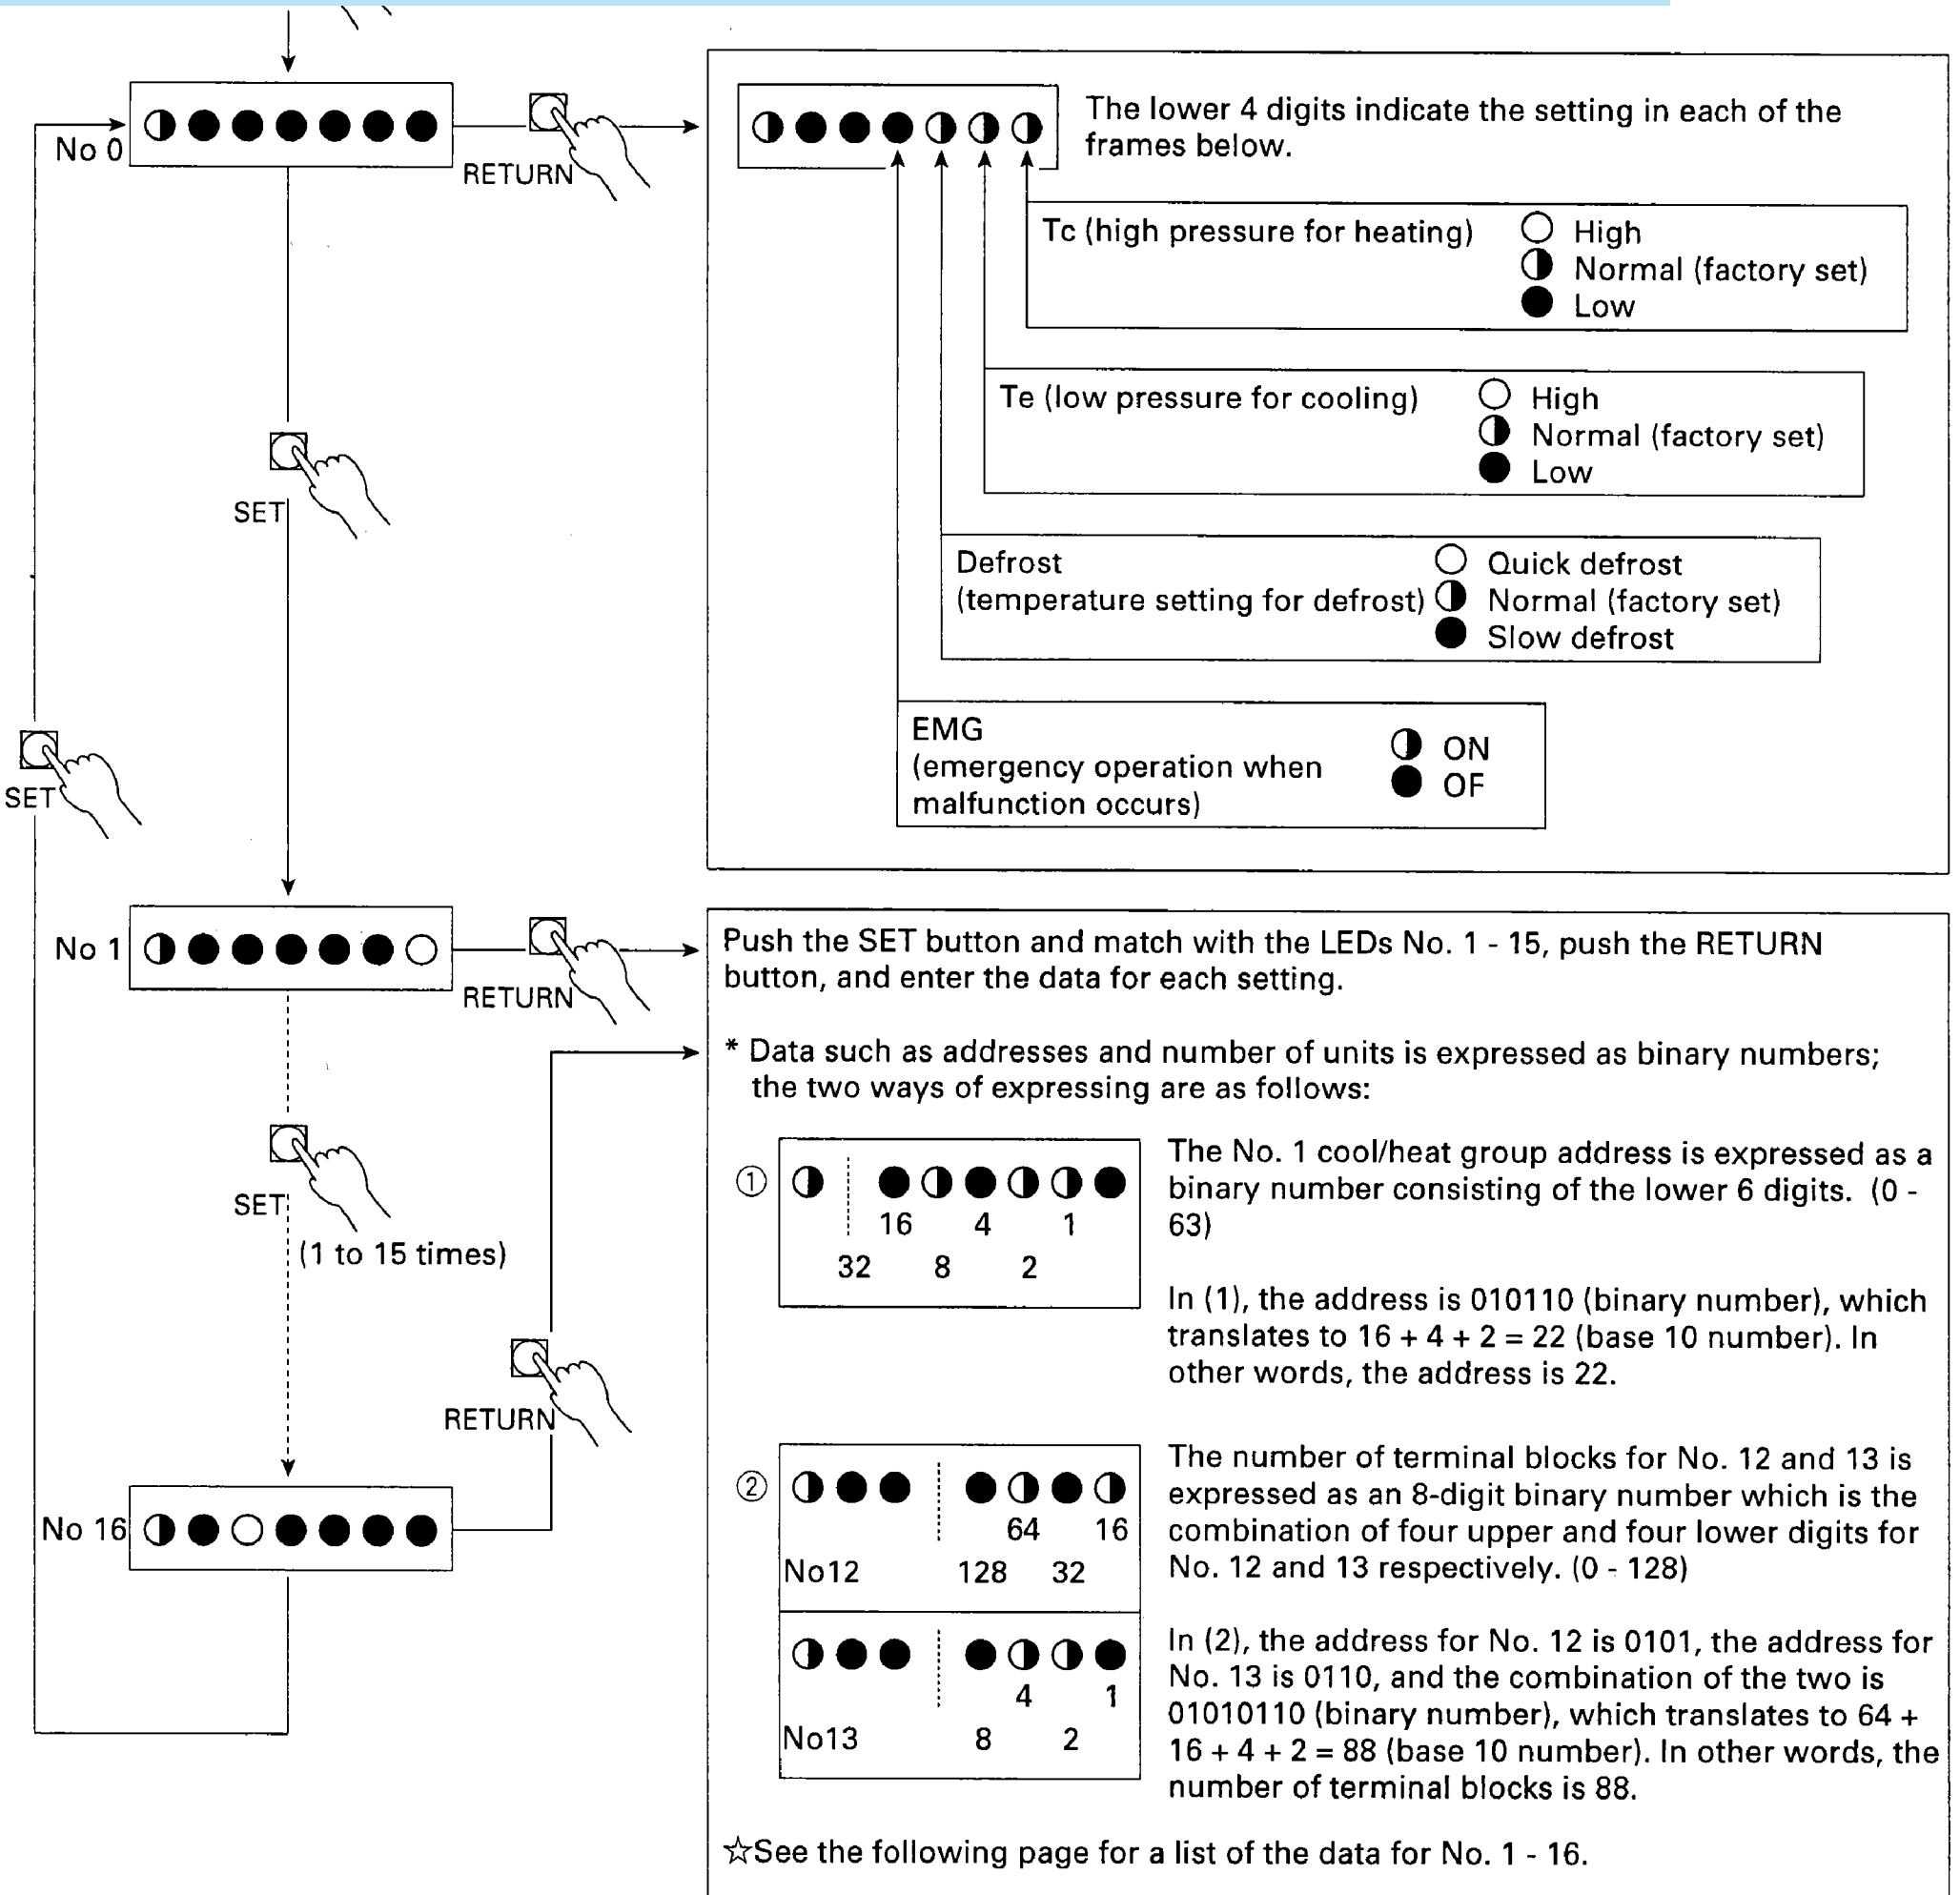 No 0
RETURN
The lower 4 digits indicate the setting in each of the
frames below.
Tc (high pressure for heating)
High
Normal (factory set)
Low
Te (low pressure for cooling)
High
Normal (factory set)
Low
SET
Defrost
(temperature setting for defrost)
Quick defrost
Normal (factory set)
Slow defrost
EMG
(emergency operation when
malfunction occurs)
ON
OF
SET
No 1
RETURN
Push the SET button and match with the LEDs No. 1 - 15, push the RETURN
button, and enter the data for each setting.
* Data such as addresses and number of units is expressed as binary numbers;
the two ways of expressing are as follows:
SET
(1 to 15 times)
RETURN
No 16
①
16 4 1
32 8 2
The No. 1 cool/heat group address is expressed as a
binary number consisting of the lower 6 digits. (0 -
63)
In (1), the address is 010110 (binary number), which
translates to 16 + 4 + 2 = 22 (base 10 number). In
other words, the address is 22.
②
64 16
No12 128 32
4 1
No13 8 2
The number of terminal blocks for No. 12 and 13 is
expressed as an 8-digit binary number which is the
combination of four upper and four lower digits for
No. 12 and 13 respectively. (0 - 128)
In (2), the address for No. 12 is 0101, the address for
No. 13 is 0110, and the combination of the two is
01010110 (binary number), which translates to 64 +
16 + 4 + 2 = 88 (base 10 number). In other words, the
number of terminal blocks is 88.
☆See the following page for a list of the data for No. 1 - 16.